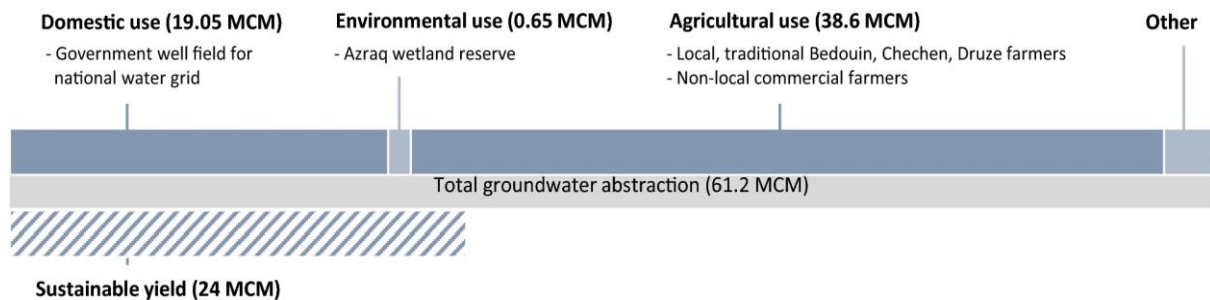 Domestic use (19.05 MCM)
- Government well field for
national water grid
Environmental use (0.65 MCM)
- Azraq wetland reserve
Agricultural use (38.6 MCM)
- Local, traditional Bedouin, Chechen, Druze farmers
- Non-local commercial farmers
Other
Total groundwater abstraction (61.2 MCM)
Sustainable yield (24 MCM)